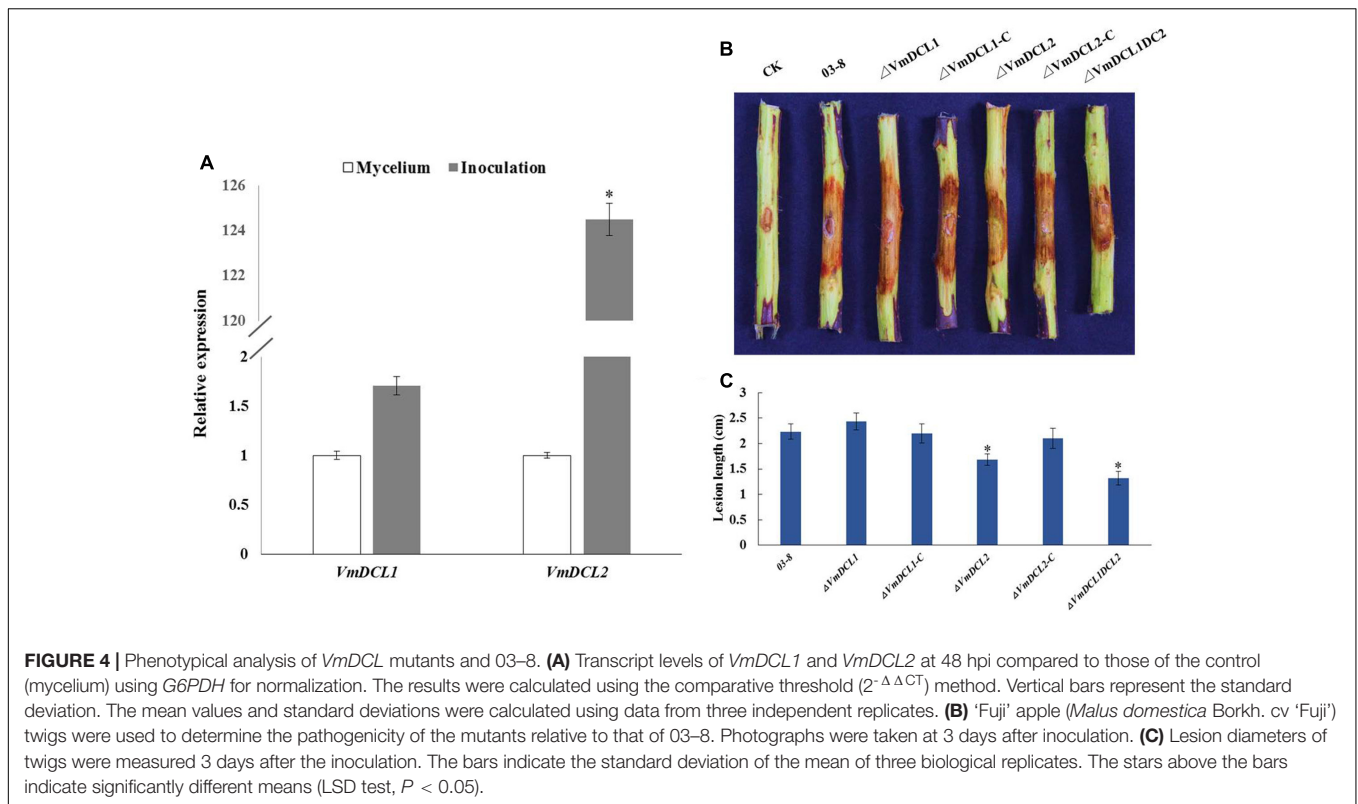 A
Mycelium Inoculation
Relative expression
126
124
122
120
2
1.5
1
0.5
0
*
VmDCL1 VmDCL2
B
CK 03-8 △VmDCL1 △VmDCL1-C △VmDCL2 △VmDCL2-C △VmDCL1DC2
C
Lesion length (cm)
3
2.5
2
1.5
1
0.5
0
* *
03-8 ΔVmDCL1 ΔVmDCL1-C ΔVmDCL2 ΔVmDCL2-C ΔVmDCL1DCL2
FIGURE 4 | Phenotypical analysis of VmDCL mutants and 03–8. (A) Transcript levels of VmDCL1 and VmDCL2 at 48 hpi compared to those of the control
(mycelium) using G6PDH for normalization. The results were calculated using the comparative threshold (2-ΔΔCT) method. Vertical bars represent the standard
deviation. The mean values and standard deviations were calculated using data from three independent replicates. (B) ‘Fuji’ apple (Malus domestica Borkh. cv ‘Fuji’)
twigs were used to determine the pathogenicity of the mutants relative to that of 03–8. Photographs were taken at 3 days after inoculation. (C) Lesion diameters of
twigs were measured 3 days after the inoculation. The bars indicate the standard deviation of the mean of three biological replicates. The stars above the bars
indicate significantly different means (LSD test, P < 0.05).